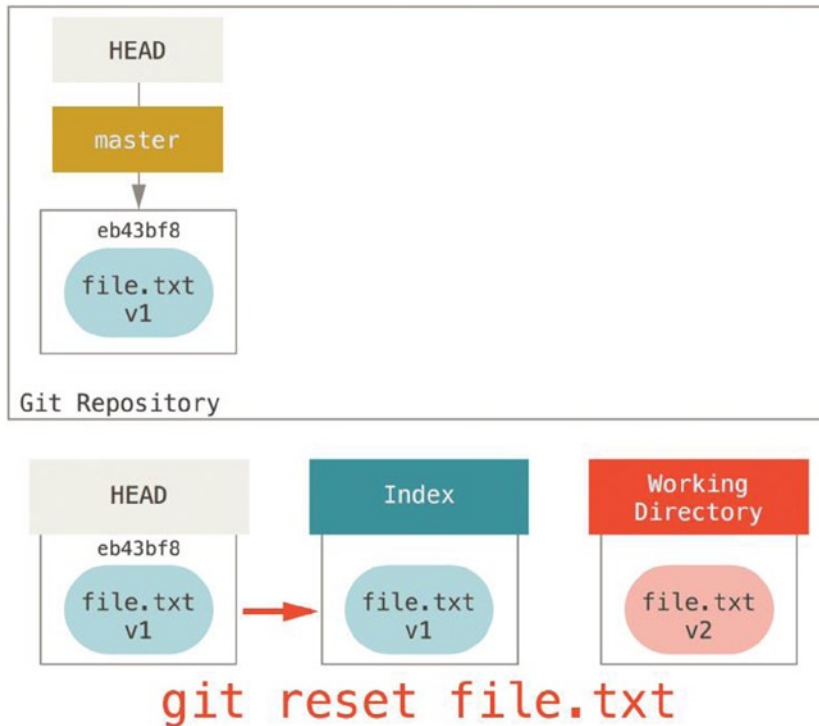 HEAD
master
eb43bf8
file.txt
v1
Git Repository
HEAD
eb43bf8
file.txt
v1
Index
file.txt
v1
Working
Directory
file.txt
v2
git reset file.txt